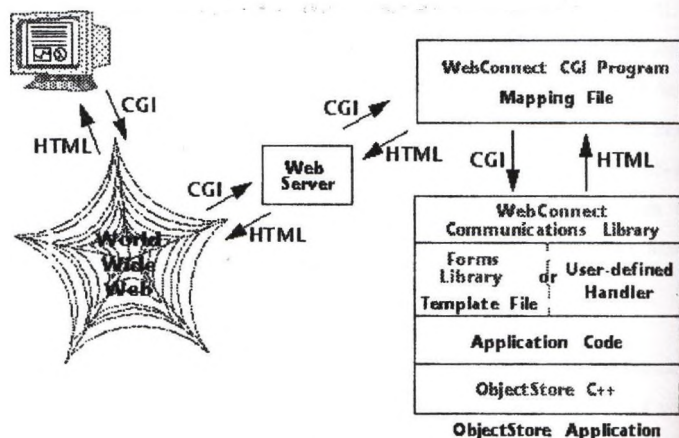 CGI
HTML
World
Wide
Web
CGI
HTML
Web
Server
CGI
HTML
WebConnect CGI Program
Mapping File
CGI
HTML
WebConnect
Communications Library
Forms
Library
Template File
or
User-defined
Handler
Application Code
ObjectStore C++
ObjectStore Application